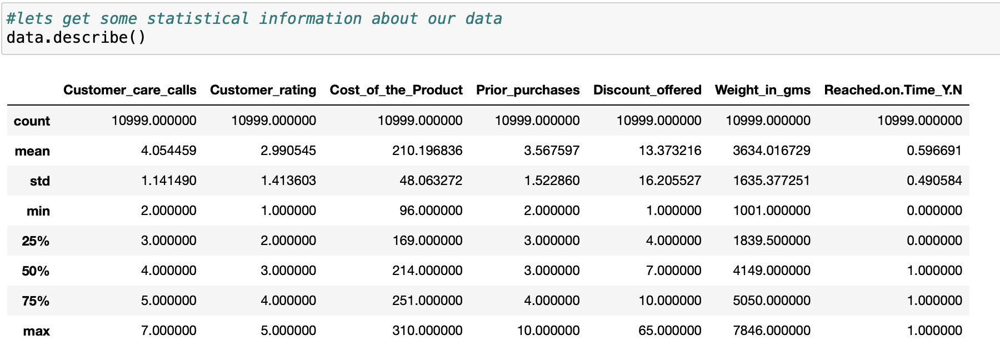 #lets get some statistical information about our data
data.describe()
Customer_care_calls Customer_rating Cost_of_the_Product Prior_purchases Discount_offered Weight_in_gms Reached.on.Time_Y.N
count 10999.000000 10999.000000 10999.000000 10999.000000 10999.000000 10999.000000 10999.000000
mean 4.054459 2.990545 210.196836 3.567597 13.373216 3634.016729 0.596691
std 1.141490 1.413603 48.063272 1.522860 16.205527 1635.377251 0.490584
min 2.000000 1.000000 96.000000 2.000000 1.000000 1001.000000 0.000000
25% 3.000000 2.000000 169.000000 3.000000 4.000000 1839.500000 0.000000
50% 4.000000 3.000000 214.000000 3.000000 7.000000 4149.000000 1.000000
75% 5.000000 4.000000 251.000000 4.000000 10.000000 5050.000000 1.000000
max 7.000000 5.000000 310.000000 10.000000 65.000000 7846.000000 1.000000